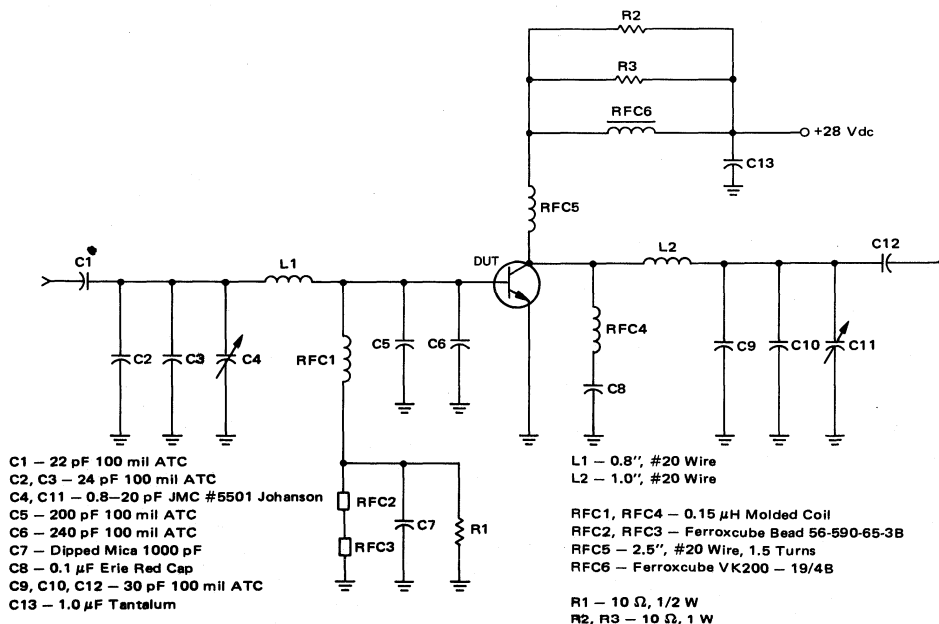 R2
R3
RFC6
+28 Vdc
C13
RFC5
C1
L1
DUT
L2
C12
C2
C3
C4
RFC1
C5
C6
RFC4
C8
C9
C10
C11
RFC2
RFC3
C7
R1
C1 – 22 pF 100 mil ATC
C2, C3 – 24 pF 100 mil ATC
C4, C11 – 0.8–20 pF JMC #5501 Johanson
C5 – 200 pF 100 mil ATC
C6 – 240 pF 100 mil ATC
C7 – Dipped Mica 1000 pF
C8 – 0.1 μF Erie Red Cap
C9, C10, C12 – 30 pF 100 mil ATC
C13 – 1.0 μF Tantalum
L1 – 0.8", #20 Wire
L2 – 1.0", #20 Wire
RFC1, RFC4 – 0.15 μH Molded Coil
RFC2, RFC3 – Ferroxcube Bead 56-590-65-3B
RFC5 – 2.5", #20 Wire, 1.5 Turns
RFC6 – Ferroxcube VK200 – 19/4B
R1 – 10 Ω, 1/2 W
R2, R3 – 10 Ω, 1 W